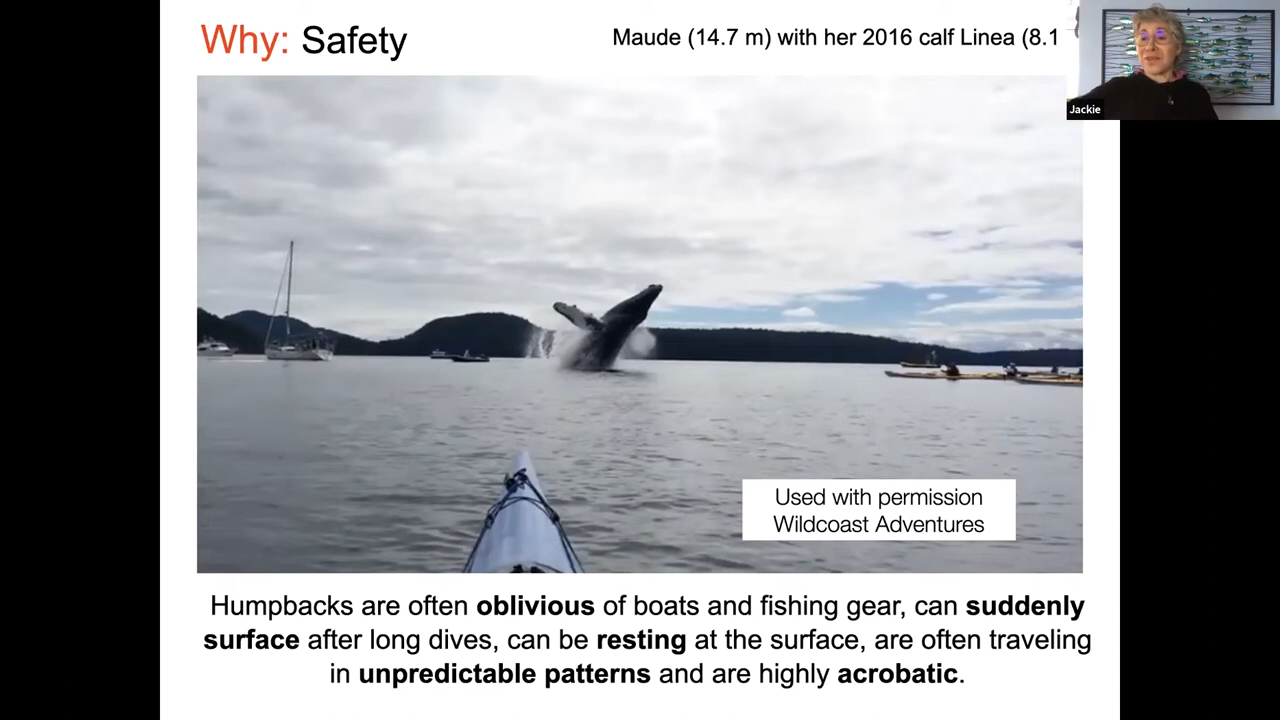 Why: Safety
Maude (14.7 m) with her 2016 calf Linea (8.1
Jackie
Used with permission
Wildcoast Adventures
Humpbacks are often oblivious of boats and fishing gear, can suddenly
surface after long dives, can be resting at the surface, are often traveling
in unpredictable patterns and are highly acrobatic.